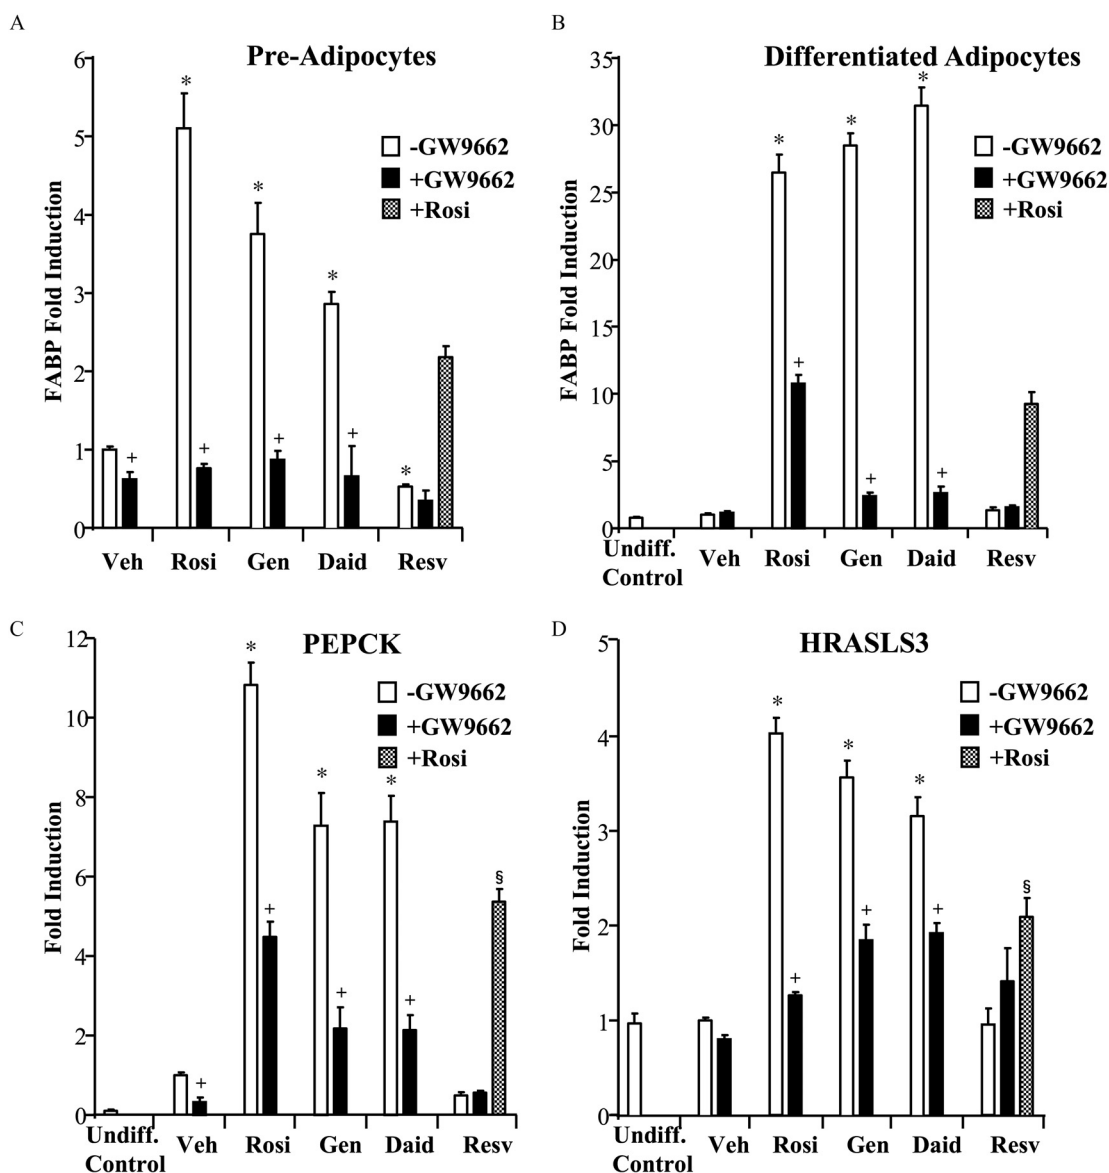 A
Pre-Adipocytes
FABP Fold Induction
6
5
4
3
2
1
0
-GW9662
+GW9662
+Rosi
*
*
*
*
+
+
+
+
Veh Rosi Gen Daid Resv
B
Differentiated Adipocytes
FABP Fold Induction
35
30
25
20
15
10
5
0
-GW9662
+GW9662
+Rosi
*
*
*
+
+
+
Undiff.
Control
Veh Rosi Gen Daid Resv
C
PEPCK
Fold Induction
12
10
8
6
4
2
0
-GW9662
+GW9662
+Rosi
*
*
*
§
+
+
+
+
Undiff.
Control
Veh Rosi Gen Daid Resv
D
HRASLS3
Fold Induction
5
4
3
2
1
0
-GW9662
+GW9662
+Rosi
*
*
*
§
+
+
+
Undiff.
Control
Veh Rosi Gen Daid Resv